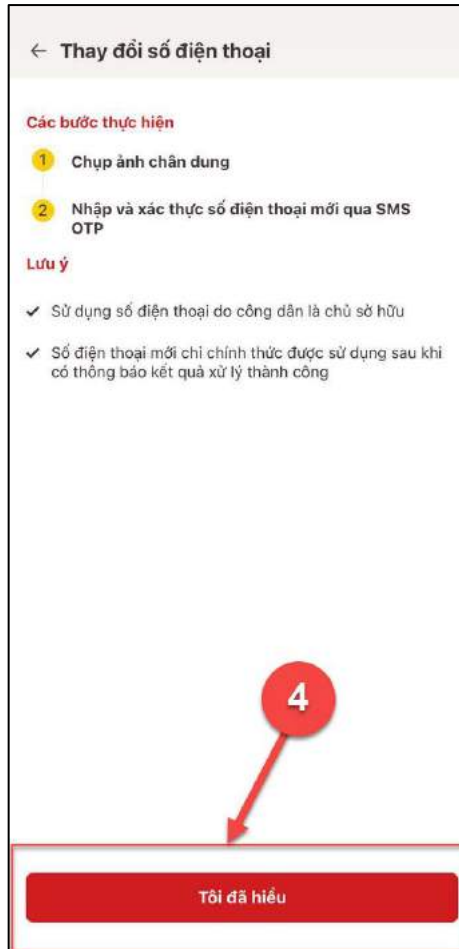 ← Thay đổi số điện thoại
Các bước thực hiện
1 Chụp ảnh chân dung
2 Nhập và xác thực số điện thoại mới qua SMS
OTP
Lưu ý
✓ Sử dụng số điện thoại do công dân là chủ sở hữu
✓ Số điện thoại mới chỉ chính thức được sử dụng sau khi
có thông báo kết quả xử lý thành công
4
Tôi đã hiểu